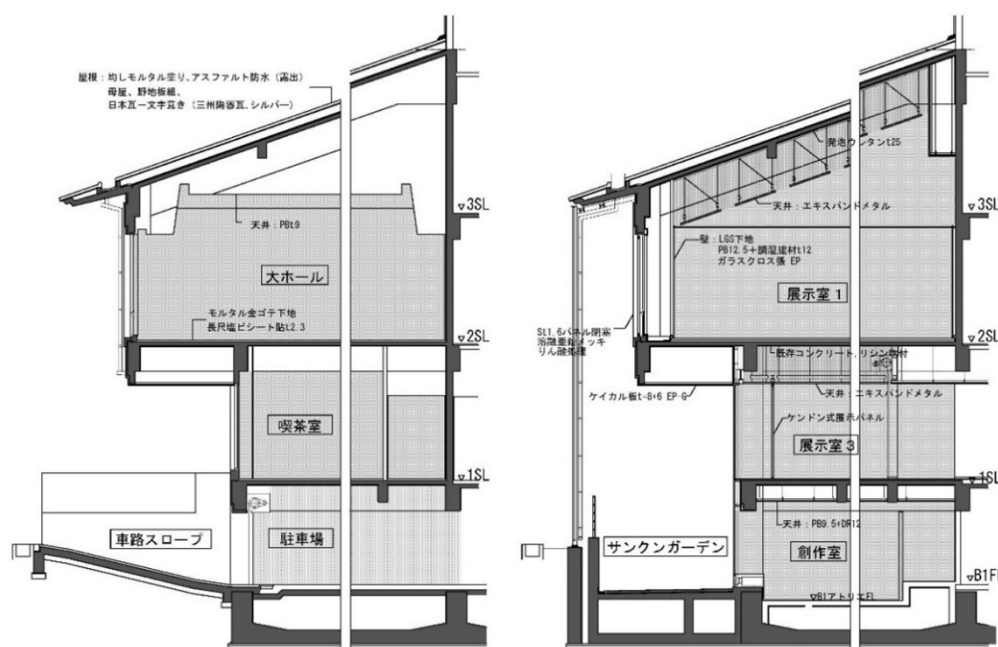 屋根：均しモルタル塗り、アスファルト防水（露出）
母屋、野地板組、
日本瓦一文字葺き（三州陶器瓦、シルバー）
天井：PBt9
大ホール
モルタル金ゴテ下地
長尺塩ビシート貼t2.3
喫茶室
車路スロープ
駐車場
▽3SL
▽2SL
▽1SL
発泡ウレタンt25
天井：エキスパンドメタル
壁：LGS下地
PB12.5+調湿建材t12
ガラスクロス張 EP
展示室1
St1.6パネル閉塞
溶融亜鉛メッキ
りん酸処理
既存コンクリート、リシン吹付
ケイカル板t-8+6 EP-G
天井：エキスパンドメタル
ケンドン式展示パネル
展示室3
天井：PB9.5+DR12
サンクンガーデン
創作室
▽B1アトリエFL
▽3SL
▽2SL
▽1SL
▽B1FL